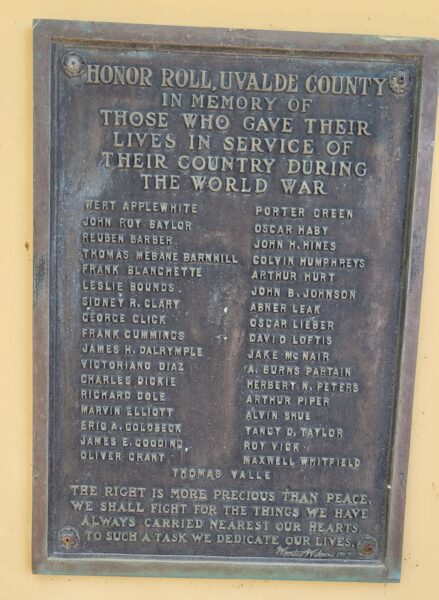 HONOR ROLL, UVALDE COUNTY
IN MEMORY OF
THOSE WHO GAVE THEIR
LIVES IN SERVICE OF
THEIR COUNTRY DURING
THE WORLD WAR
WERT APPLEWHITE
JOHN ROY BAYLOR
REUBEN BARBER
THOMAS MEBANE BARNHILL
FRANK BLANCHETTE
LESLIE BOUNDS
SIDNEY R. CLARY
GEORGE CLICK
FRANK CUMMINGS
JAMES H. DALRYMPLE
VICTORIANO DIAZ
CHARLES DICKIE
RICHARD DOLE
MARVIN ELLIOTT
ERIC A. GOLDBECK
JAMES E. GOODING
OLIVER GRANT
PORTER GREEN
OSCAR HABY
JOHN H. HINES
COLVIN HUMPHREYS
ARTHUR HURT
JOHN B. JOHNSON
ABNER LEAK
OSCAR LIEBER
DAVID LOFTIS
JAKE MCNAIR
A. BURNS PARTAIN
HERBERT N. PETERS
ARTHUR PIPER
ALVIN SHUE
YANCY D. TAYLOR
ROY VICK
MAXWELL WHITFIELD
THOMAS VALLE
THE RIGHT IS MORE PRECIOUS THAN PEACE,
WE SHALL FIGHT FOR THE THINGS WE HAVE
ALWAYS CARRIED NEAREST OUR HEARTS
TO SUCH A TASK WE DEDICATE OUR LIVES.
Woodrow Wilson 1917